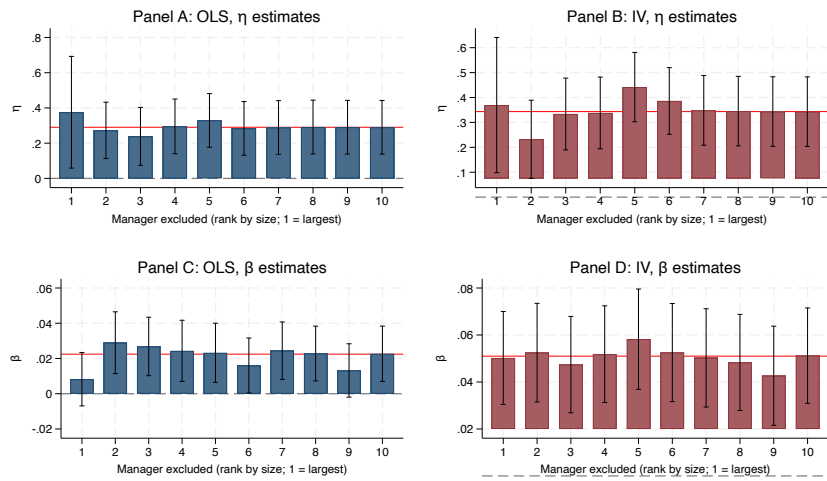 Panel A: OLS, η estimates
.8
.6
.4
.2
0
η
1 2 3 4 5 6 7 8 9 10
Manager excluded (rank by size; 1 = largest)
Panel B: IV, η estimates
.6
.5
.4
.3
.2
.1
η
1 2 3 4 5 6 7 8 9 10
Manager excluded (rank by size; 1 = largest)
Panel C: OLS, β estimates
.06
.04
.02
0
-.02
β
1 2 3 4 5 6 7 8 9 10
Manager excluded (rank by size; 1 = largest)
Panel D: IV, β estimates
.08
.06
.04
.02
β
1 2 3 4 5 6 7 8 9 10
Manager excluded (rank by size; 1 = largest)